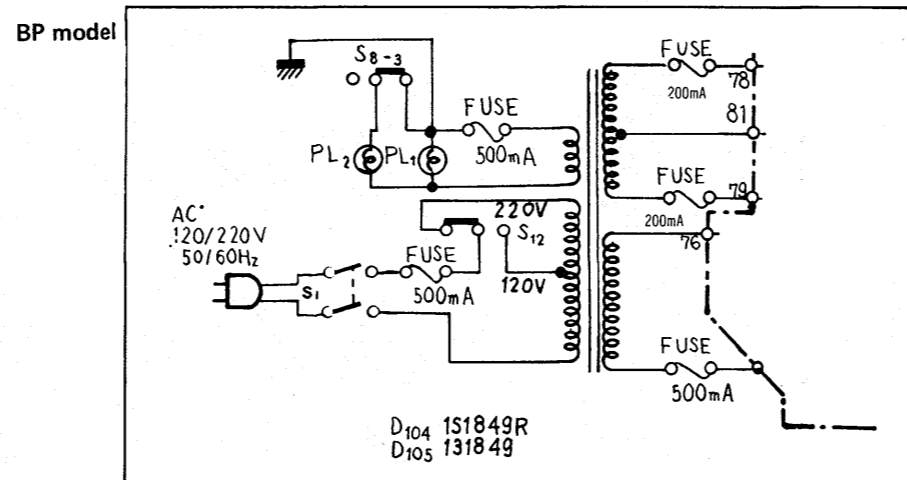 BP model
S8-3
FUSE
500mA
PL2
PL1
FUSE
200mA
78
81
FUSE
200mA
79
76
AC
120/220V
50/60Hz
S1
FUSE
500mA
220V
S12
120V
FUSE
500mA
D104 1S1849R
D105 131849